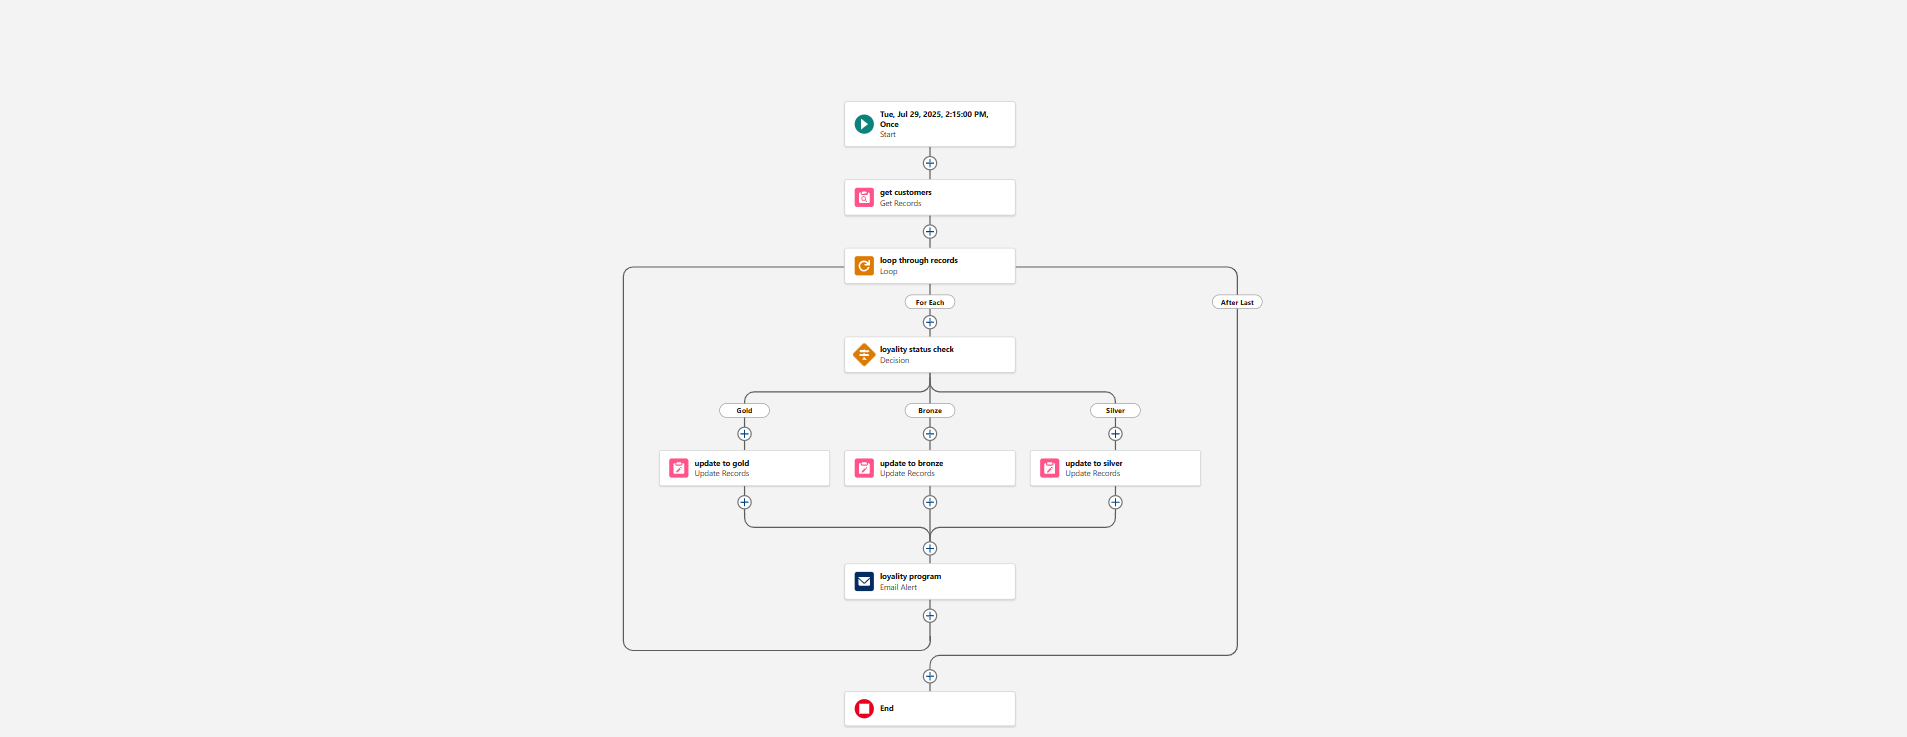 Tue, Jul 29, 2025, 2:15:00 PM,
Once
Start
get customers
Get Records
loop through records
Loop
For Each
After Last
loyality status check
Decision
Gold
Bronze
Silver
update to gold
Update Records
update to bronze
Update Records
update to silver
Update Records
loyality program
Email Alert
End